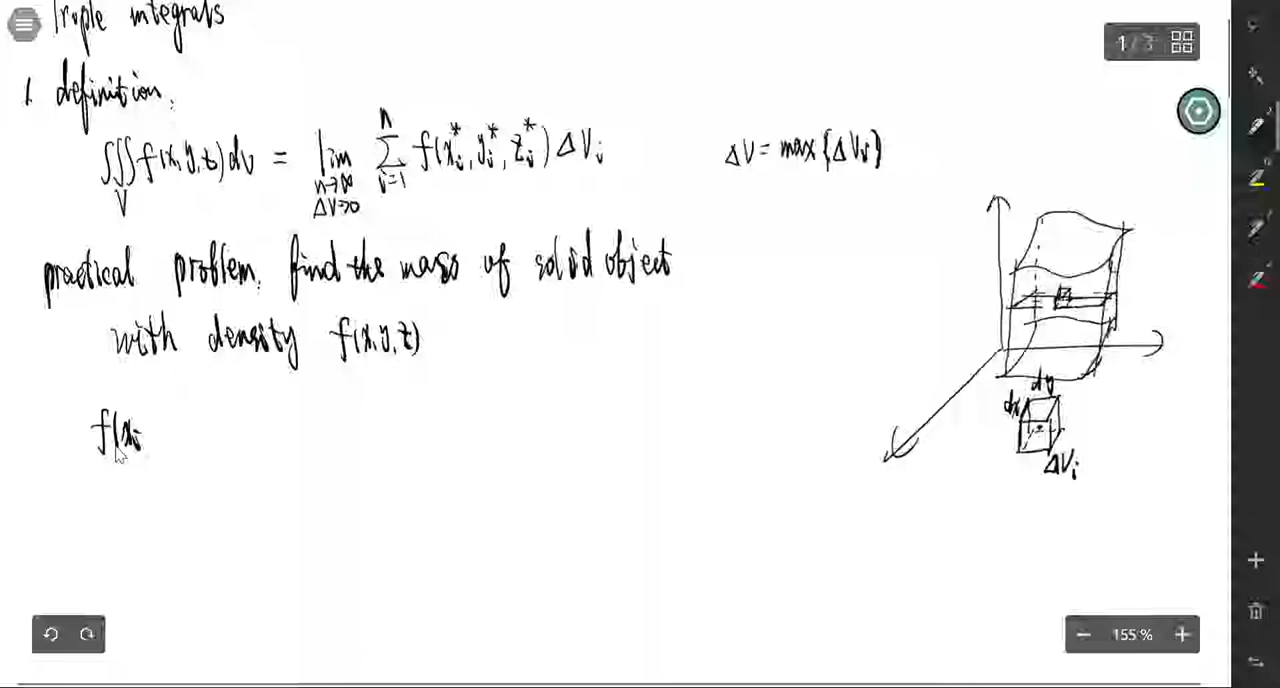 Triple integrals
1. definition.
∭_V f(x,y,z)dv = lim_{n→∞, ΔV→0} Σ_{i=1}^{n} f(x_i^*, y_i^*, z_i^*) ΔV_i
ΔV = max{ΔV_i}
practical problem. find the mass of solid object
with density f(x,y,z)
f(x_i
dy
dx
ΔV_i
1 / 3
155 %